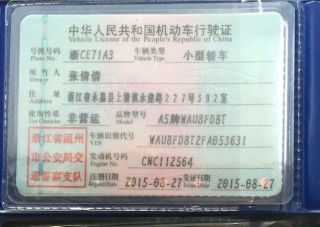 中华人民共和国机动车行驶证
Vehicle License of the People's Republic of China
号牌号码 浙CE71A3 车辆类型 小型轿车
Plate No. Vehicle Type
所有人 张倩倩
Owner
住址 浙江省永嘉县上塘镇永建路227号302室
Address
使用性质 非营运 品牌型号 A5牌WAU8FD8T
Use Character Model
浙江省温州市公安局交通警察支队
车辆识别代号 WAU8FD8T2FA053631
VIN
发动机号码 CNC112564
Engine No.
注册日期 2015-08-27 发证日期 2015-08-27
Register Date Issue Date